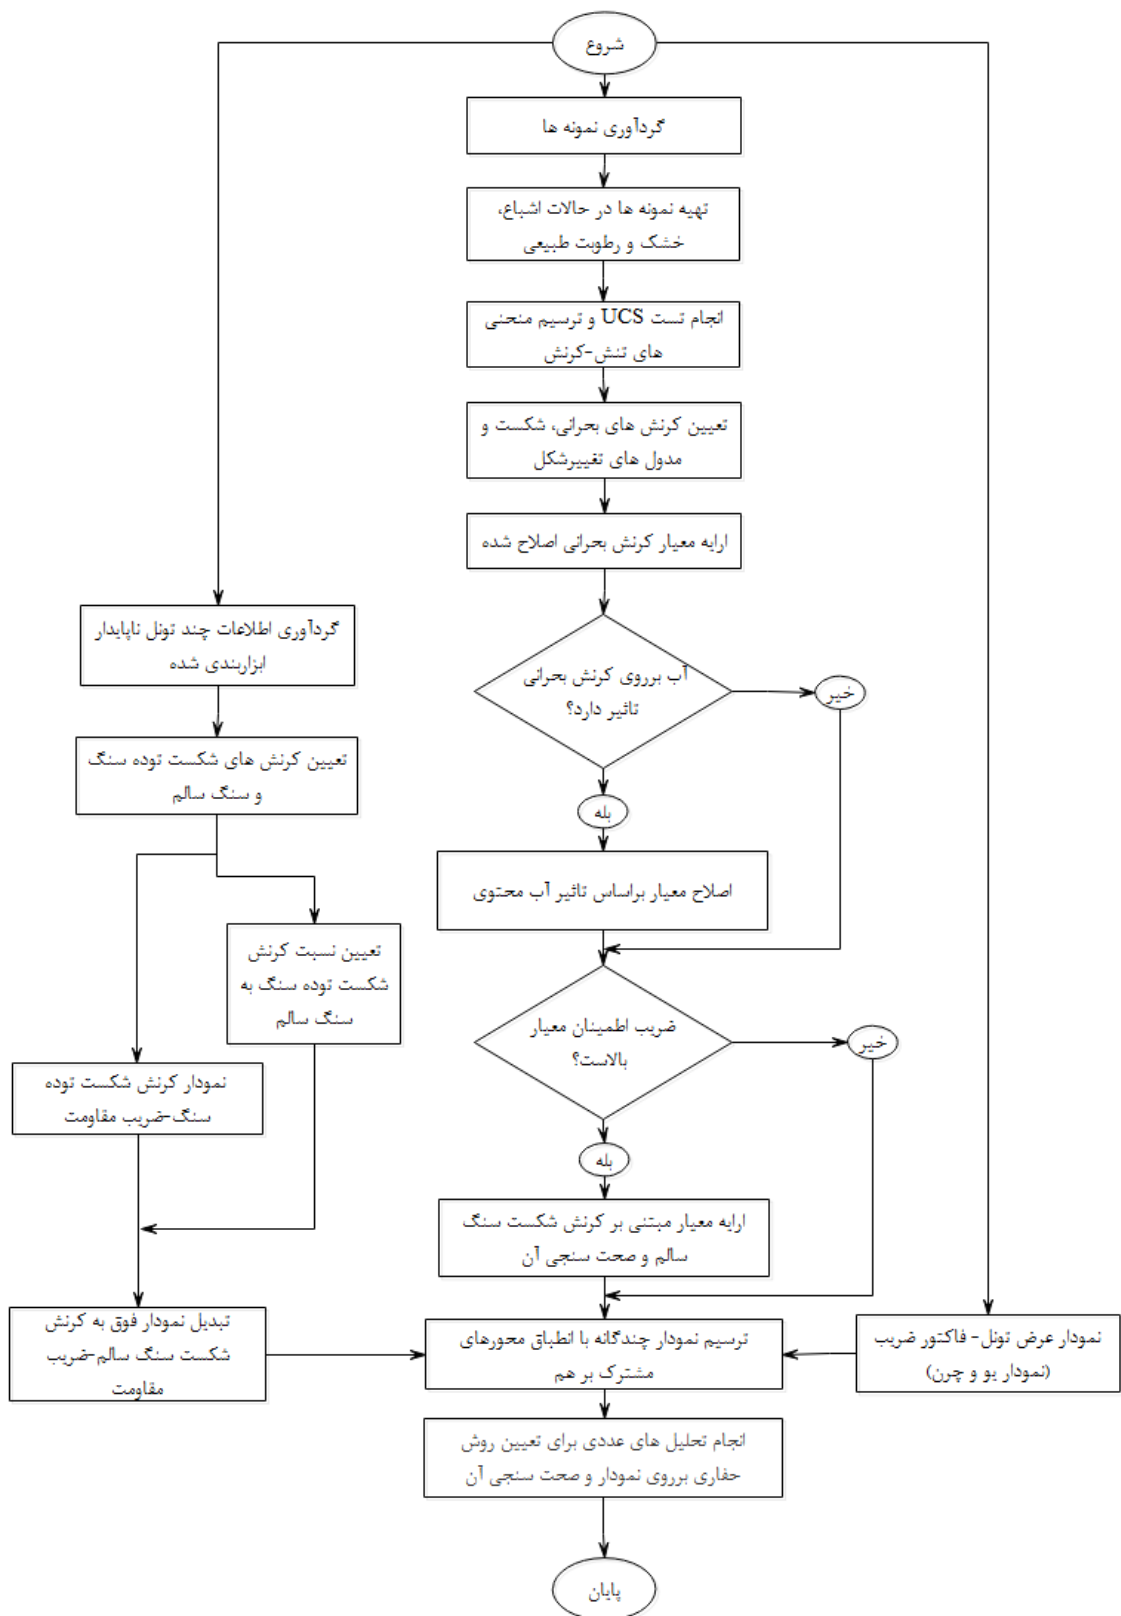 شروع
گردآوری نمونه ها
تهیه نمونه ها در حالات اشباع،
خشک و رطوبت طبیعی
انجام تست UCS و ترسیم منحنی
های تنش-کرنش
تعیین کرنش های بحرانی، شکست و
مدول های تغییرشکل
ارایه معیار کرنش بحرانی اصلاح شده
گردآوری اطلاعات چند تونل ناپایدار
ابزاربندی شده
آب برروی کرنش بحرانی
تاثیر دارد؟
خیر
تعیین کرنش های شکست توده سنگ
و سنگ سالم
بله
اصلاح معیار براساس تاثیر آب محتوی
تعیین نسبت کرنش
شکست توده سنگ به
سنگ سالم
ضریب اطمینان معیار
بالاست؟
خیر
نمودار کرنش شکست توده
سنگ-ضریب مقاومت
بله
ارایه معیار مبتنی بر کرنش شکست سنگ
سالم و صحت سنجی آن
تبدیل نمودار فوق به کرنش
شکست سنگ سالم-ضریب
مقاومت
ترسیم نمودار چندگانه با انطباق محورهای
مشترک بر هم
نمودار عرض تونل- فاکتور ضریب
(نمودار یو و چرن)
انجام تحلیل های عددی برای تعیین روش
حفاری برروی نمودار و صحت سنجی آن
پایان